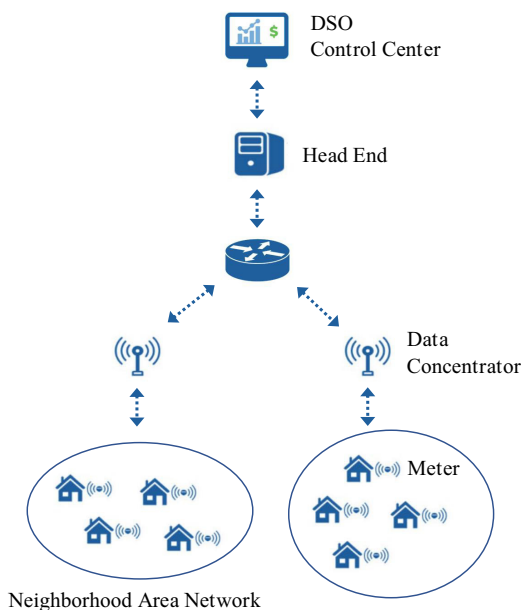 $
DSO
Control Center
Head End
Data
Concentrator
Meter
Neighborhood Area Network